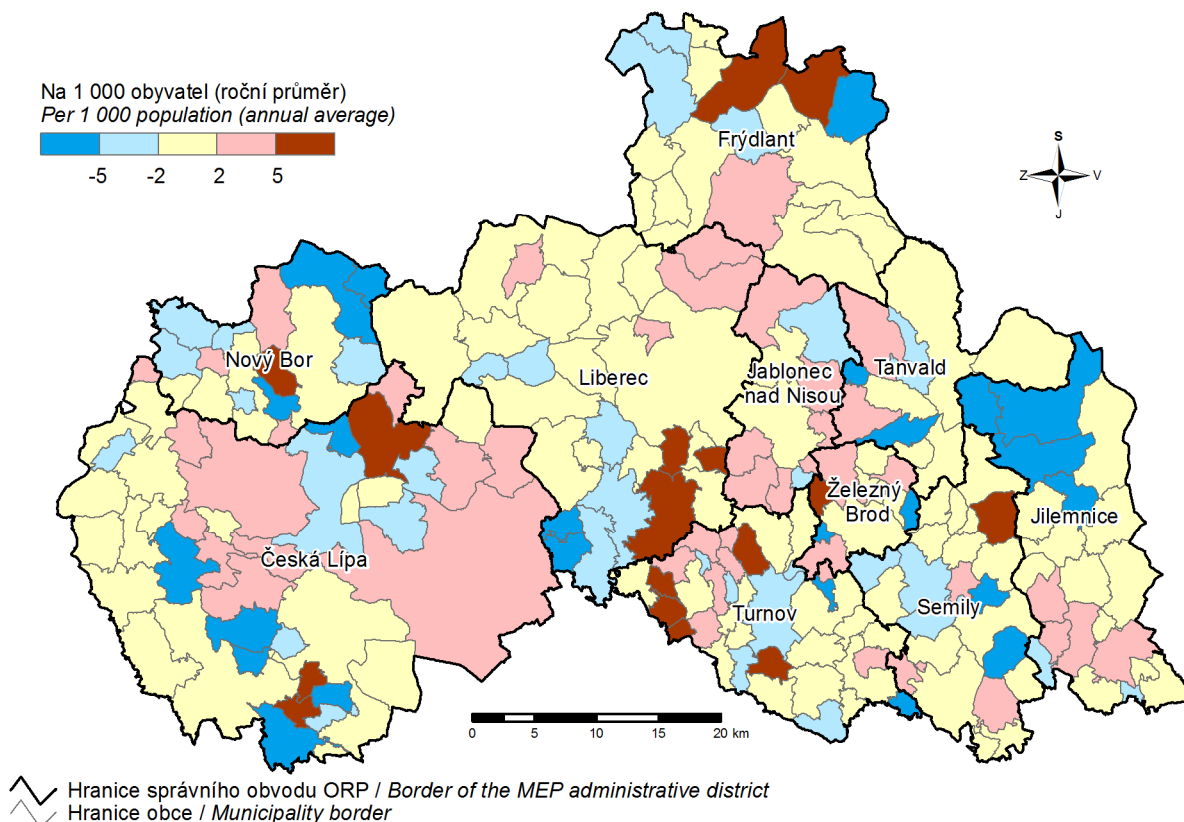 Na 1 000 obyvatel (roční průměr)
Per 1 000 population (annual average)
-5 -2 2 5
Frýdlant
S
Z V
J
Nový Bor
Liberec
Jablonec
nad Nisou
Tanvald
Železný
Brod
Jilemnice
Česká Lípa
Turnov
Semily
0 5 10 15 20 km
Hranice správního obvodu ORP / Border of the MEP administrative district
Hranice obce / Municipality border